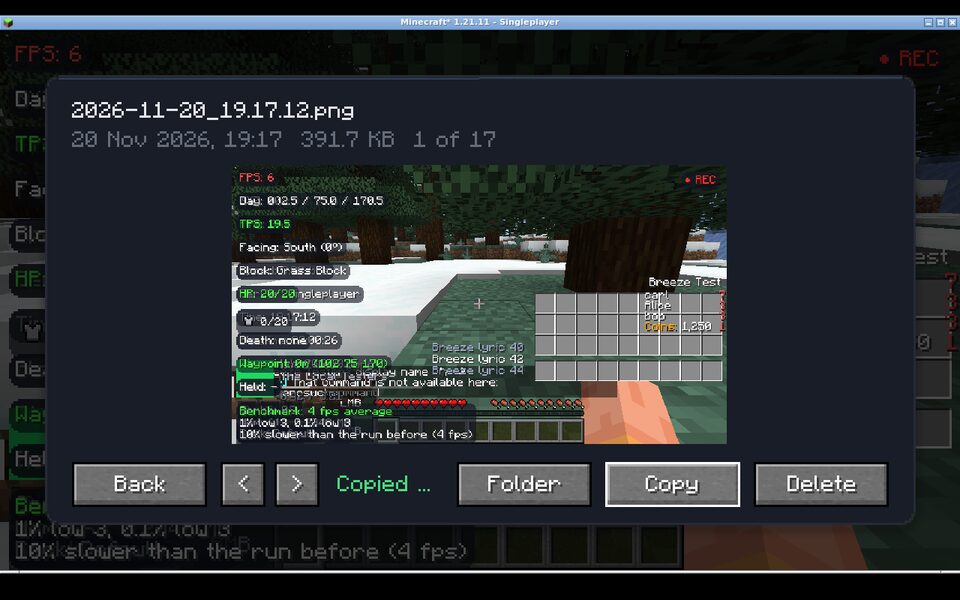 Minecraft* 1.21.11 - Singleplayer
FPS: 6
REC
2026-11-20_19.17.12.png
20 Nov 2026, 19:17 391.7 KB 1 of 17
FPS: 6
REC
Day: 002.5 / 75.0 / 170.5
TPS: 19.5
Facing: South (0°)
Block: Grass Block
HP: 20/20 ngleplayer
7:12
0/20
Death: none 00:26
Waypoint: 0m (102 75 170)
Held: -
That command is not available here:
Breeze Test
carl
Alice
bob
Coins: 1,250
Breeze lyric 40
Breeze lyric 42
Breeze lyric 44
LMB
Benchmark: 4 fps average
1% low 3, 0.1% low 3
10% slower than the run before (4 fps)
Back
<
>
Copied ...
Folder
Copy
Delete
1% low 3, 0.1% low 3
10% slower than the run before (4 fps)